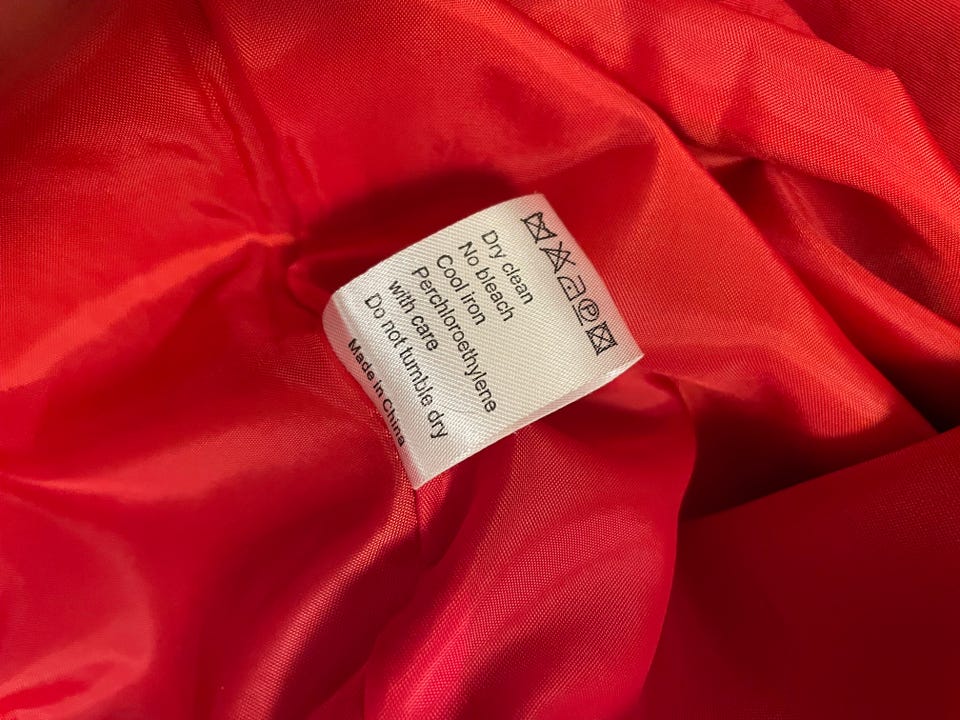 Dry clean
No bleach
Cool iron
Perchloroethylene
with care
Do not tumble dry
Made in China